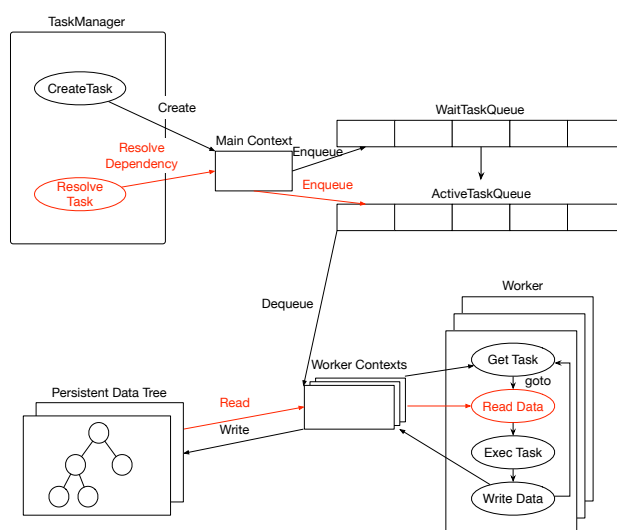 TaskManager
CreateTask
Create
WaitTaskQueue
Main Context
Resolve
Dependency
Enqueue
Resolve
Task
Enqueue
ActiveTaskQueue
Dequeue
Worker
Worker Contexts
Get Task
goto
Persistent Data Tree
Read
Read Data
Write
Exec Task
Write Data